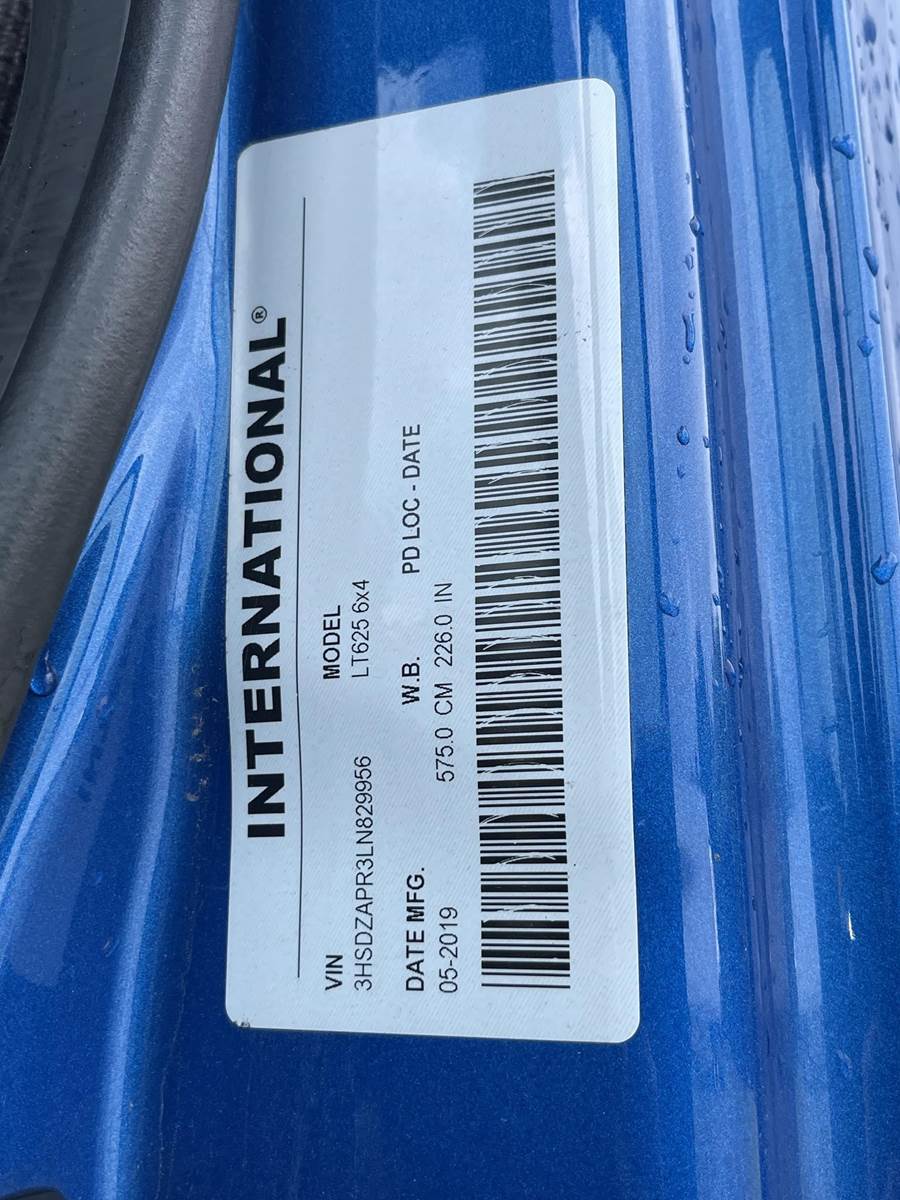 INTERNATIONAL®
VIN MODEL
3HSDZAPR3LN829956 LT625 6x4
DATE MFG. W.B. PD LOC - DATE
05-2019 575.0 CM 226.0 IN